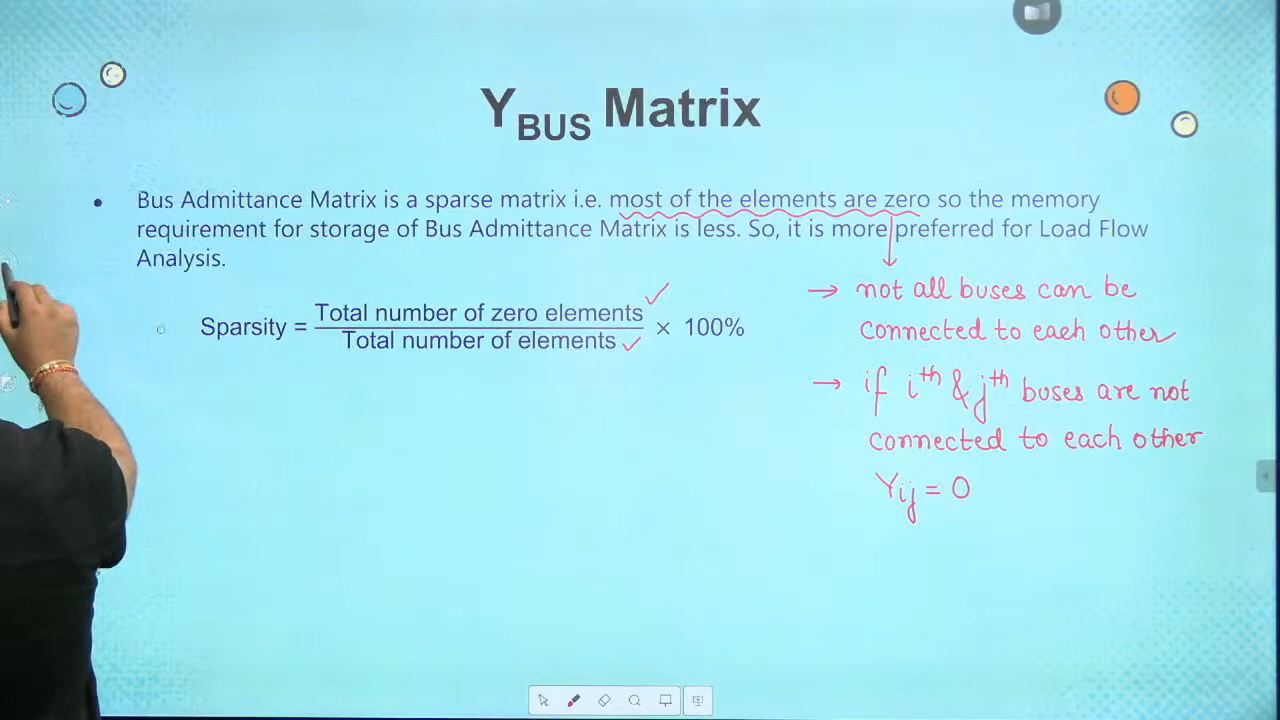 Y_BUS Matrix
• Bus Admittance Matrix is a sparse matrix i.e. most of the elements are zero so the memory
requirement for storage of Bus Admittance Matrix is less. So, it is more preferred for Load Flow
Analysis.
→ not all buses can be
connected to each other
Sparsity = Total number of zero elements / Total number of elements × 100%
→ if i^th & j^th buses are not
connected to each other
Y_ij = 0